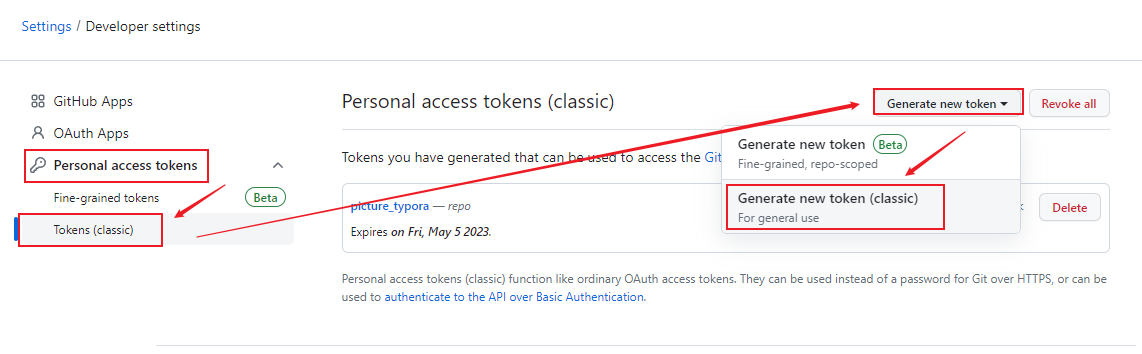 Settings / Developer settings
GitHub Apps
OAuth Apps
Personal access tokens
Fine-grained tokens Beta
Tokens (classic)
Personal access tokens (classic)
Generate new token
Revoke all
Tokens you have generated that can be used to access the Git
Generate new token Beta
Fine-grained, repo-scoped
Generate new token (classic)
For general use
picture_typora — repo
Delete
Expires on Fri, May 5 2023.
Personal access tokens (classic) function like ordinary OAuth access tokens. They can be used instead of a password for Git over HTTPS, or can be
used to authenticate to the API over Basic Authentication.